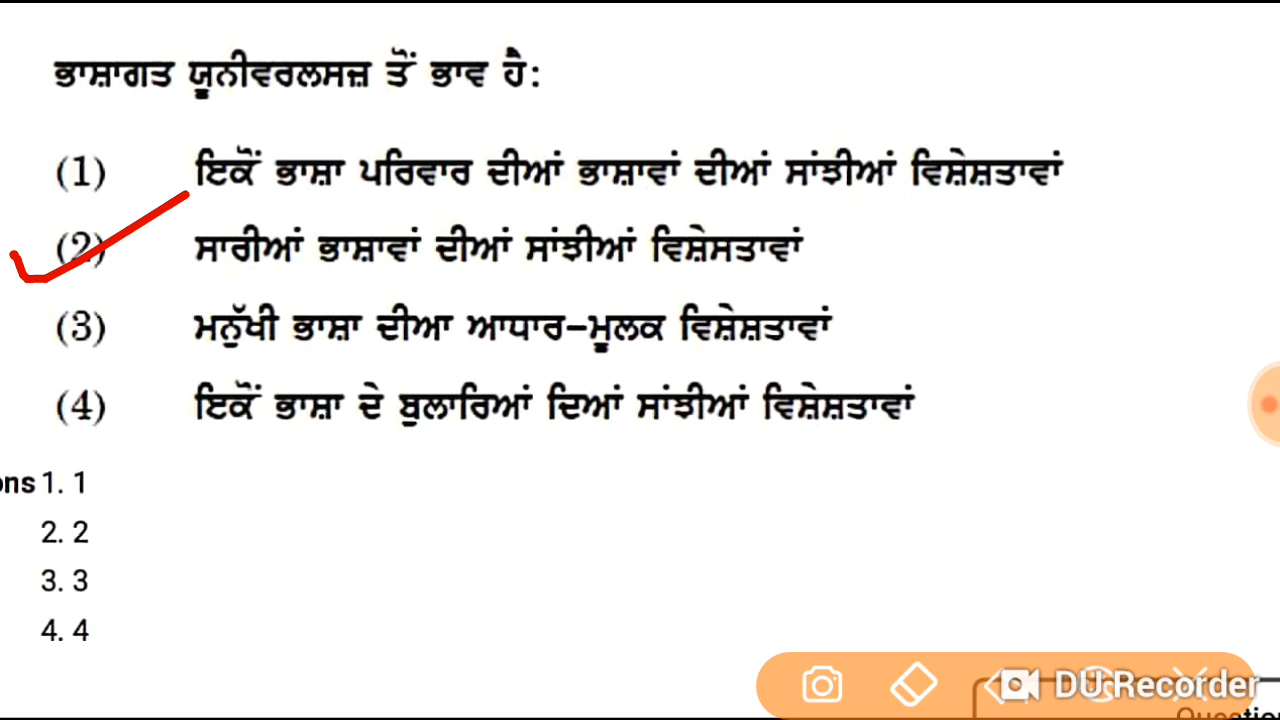 ਭਾਸ਼ਾਗਤ ਯੂਨੀਵਰਲਸਜ਼ ਤੋਂ ਭਾਵ ਹੈ:
(1) ਇਕੋਂ ਭਾਸ਼ਾ ਪਰਿਵਾਰ ਦੀਆਂ ਭਾਸ਼ਾਵਾਂ ਦੀਆਂ ਸਾਂਝੀਆਂ ਵਿਸ਼ੇਸ਼ਤਾਵਾਂ
(2) ਸਾਰੀਆਂ ਭਾਸ਼ਾਵਾਂ ਦੀਆਂ ਸਾਂਝੀਆਂ ਵਿਸ਼ੇਸਤਾਵਾਂ
(3) ਮਨੁੱਖੀ ਭਾਸ਼ਾ ਦੀਆ ਆਧਾਰ-ਮੂਲਕ ਵਿਸ਼ੇਸ਼ਤਾਵਾਂ
(4) ਇਕੋਂ ਭਾਸ਼ਾ ਦੇ ਬੁਲਾਰਿਆਂ ਦਿਆਂ ਸਾਂਝੀਆਂ ਵਿਸ਼ੇਸ਼ਤਾਵਾਂ
ons 1. 1
2. 2
3. 3
4. 4
DU Recorder